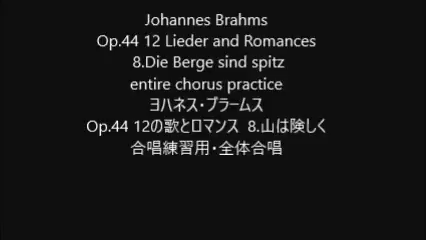 Johannes Brahms
Op.44 12 Lieder and Romances
8.Die Berge sind spitz
entire chorus practice
ヨハネス・ブラームス
Op.44 12の歌とロマンス 8.山は険しく
合唱練習用・全体合唱